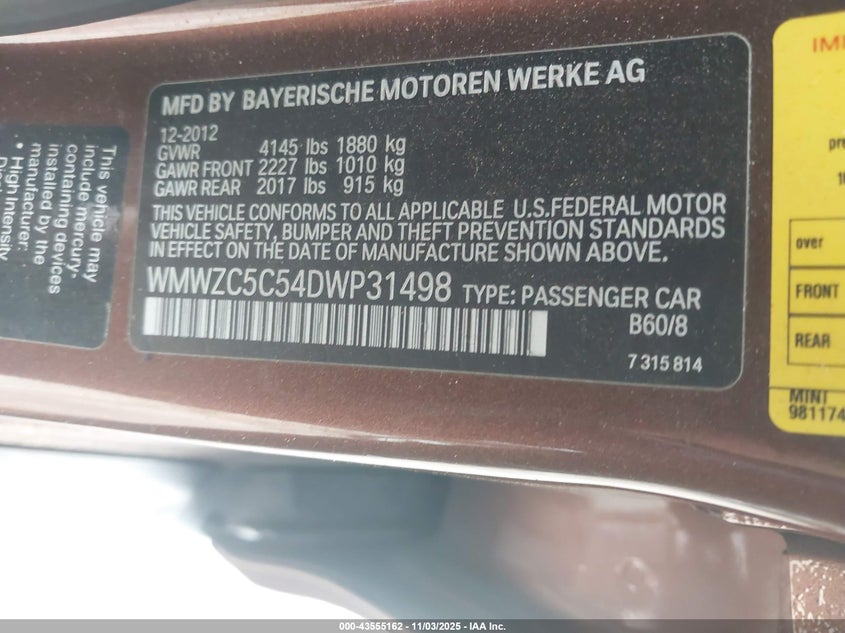 MFD BY BAYERISCHE MOTOREN WERKE AG
12-2012
GVWR 4145 lbs 1880 kg
GAWR FRONT 2227 lbs 1010 kg
GAWR REAR 2017 lbs 915 kg
THIS VEHICLE CONFORMS TO ALL APPLICABLE U.S.FEDERAL MOTOR
VEHICLE SAFETY, BUMPER AND THEFT PREVENTION STANDARDS
IN EFFECT ON THE DATE OF MANUFACTURE SHOWN ABOVE.
WMWZC5C54DWP31498 TYPE: PASSENGER CAR
B60/8
7 315 814
This vehicle may
include mercury-
containing devices
installed by the
manufacturer:
• High Intensity
over
FRONT
REAR
MINI
981174
000-43555162 - 11/03/2025 - IAA Inc.